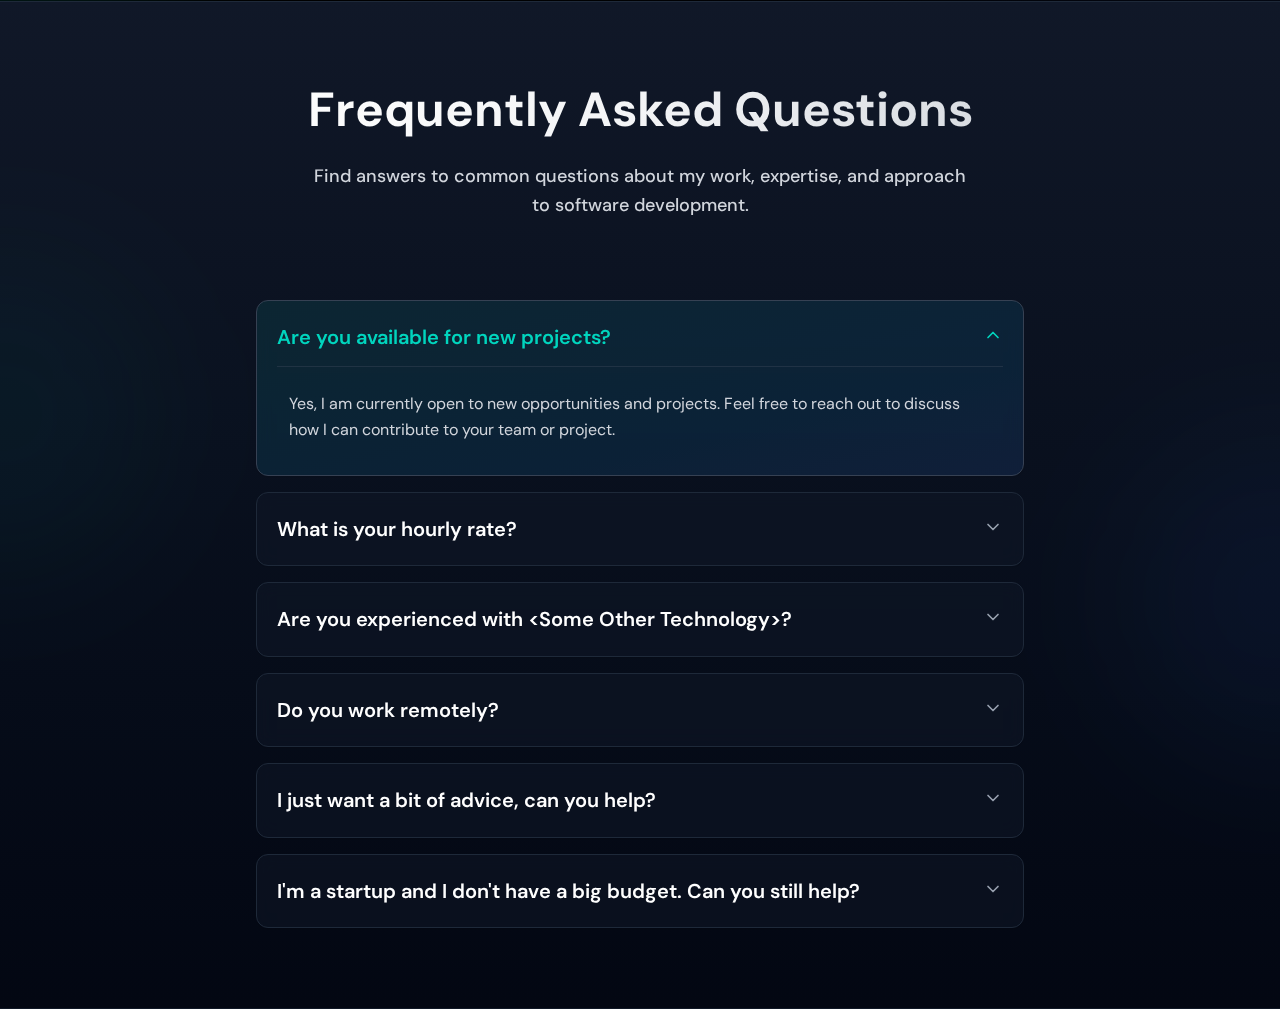 Frequently Asked Questions
Find answers to common questions about my work, expertise, and approach
to software development.
Are you available for new projects?
Yes, I am currently open to new opportunities and projects. Feel free to reach out to discuss
how I can contribute to your team or project.
What is your hourly rate?
Are you experienced with <Some Other Technology>?
Do you work remotely?
I just want a bit of advice, can you help?
I'm a startup and I don't have a big budget. Can you still help?